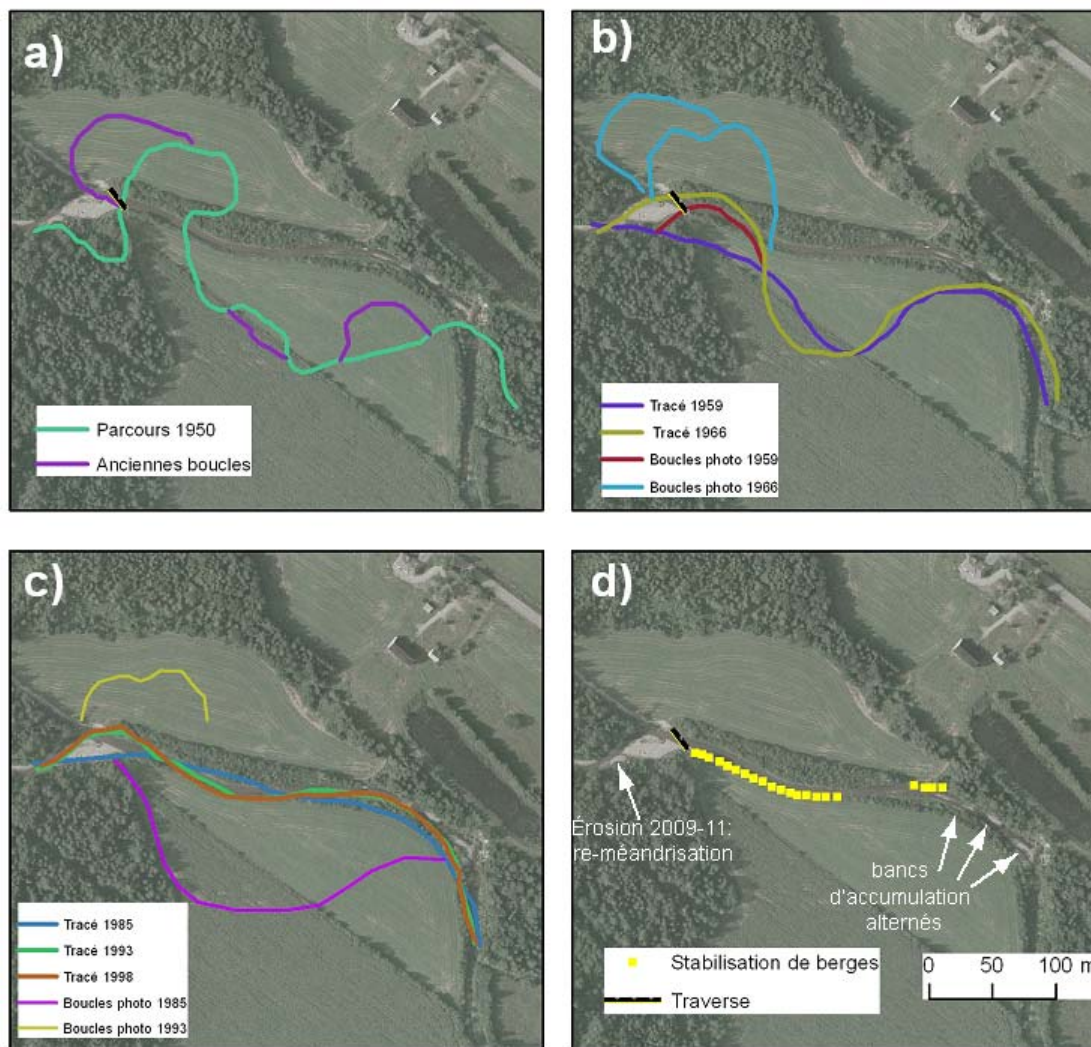 a)
Parcours 1950
Anciennes boucles
b)
Tracé 1959
Tracé 1966
Boucles photo 1959
Boucles photo 1966
c)
Tracé 1985
Tracé 1993
Tracé 1998
Boucles photo 1985
Boucles photo 1993
d)
Érosion 2009-11:
re-méandrisation
bancs
d'accumulation
alternés
Stabilisation de berges
Traverse
0 50 100 m